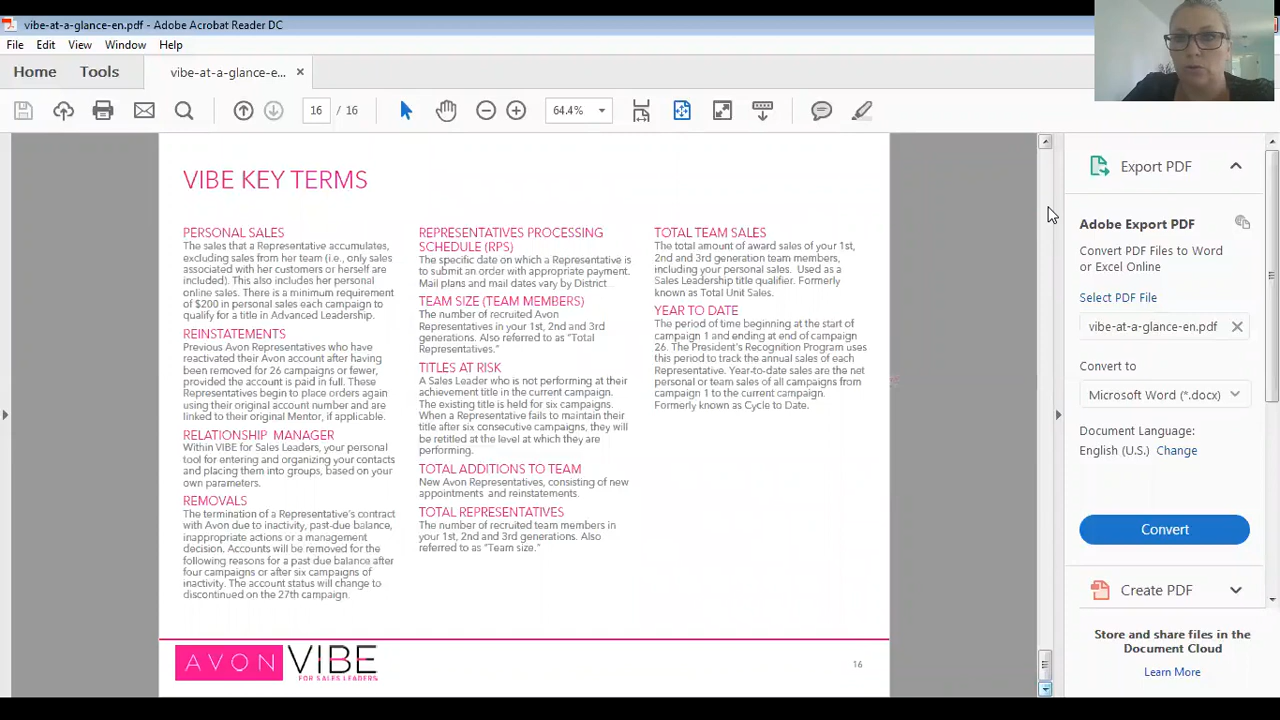 vibe-at-a-glance-en.pdf - Adobe Acrobat Reader DC
File Edit View Window Help
Home Tools vibe-at-a-glance-e... ×
16 / 16 64.4%
VIBE KEY TERMS
PERSONAL SALES
The sales that a Representative accumulates,
excluding sales from her team (i.e., only sales
associated with her customers or herself are
included). This also includes her personal
online sales. There is a minimum requirement
of $200 in personal sales each campaign to
qualify for a title in Advanced Leadership.
REINSTATEMENTS
Previous Avon Representatives who have
reactivated their Avon account after having
been removed for 26 campaigns or fewer,
provided the account is paid in full. These
Representatives begin to place orders again
using their original account number and are
linked to their original Mentor, if applicable.
RELATIONSHIP MANAGER
Within VIBE for Sales Leaders, your personal
tool for entering and organizing your contacts
and placing them into groups, based on your
own parameters.
REMOVALS
The termination of a Representative's contract
with Avon due to inactivity, past-due balance,
inappropriate actions or a management
decision. Accounts will be removed for the
following reasons for a past due balance after
four campaigns or after six campaigns of
inactivity. The account status will change to
discontinued on the 27th campaign.
REPRESENTATIVES PROCESSING
SCHEDULE (RPS)
The specific date on which a Representative is
to submit an order with appropriate payment.
Mail plans and mail dates vary by District .
TEAM SIZE (TEAM MEMBERS)
The number of recruited Avon
Representatives in your 1st, 2nd and 3rd
generations. Also referred to as "Total
Representatives."
TITLES AT RISK
A Sales Leader who is not performing at their
achievement title in the current campaign.
The existing title is held for six campaigns.
When a Representative fails to maintain their
title after six consecutive campaigns, they will
be retitled at the level at which they are
performing.
TOTAL ADDITIONS TO TEAM
New Avon Representatives, consisting of new
appointments and reinstatements.
TOTAL REPRESENTATIVES
The number of recruited team members in
your 1st, 2nd and 3rd generations. Also
referred to as "Team size."
TOTAL TEAM SALES
The total amount of award sales of your 1st,
2nd and 3rd generation team members,
including your personal sales. Used as a
Sales Leadership title qualifier. Formerly
known as Total Unit Sales.
YEAR TO DATE
The period of time beginning at the start of
campaign 1 and ending at end of campaign
26. The President's Recognition Program uses
this period to track the annual sales of each
Representative. Year-to-date sales are the net
personal or team sales of all campaigns from
campaign 1 to the current campaign.
Formerly known as Cycle to Date.
AVON VIBE
FOR SALES LEADERS
16
Export PDF
Adobe Export PDF
Convert PDF Files to Word
or Excel Online
Select PDF File
vibe-at-a-glance-en.pdf ×
Convert to
Microsoft Word (*.docx)
Document Language:
English (U.S.) Change
Convert
Create PDF
Store and share files in the
Document Cloud
Learn More